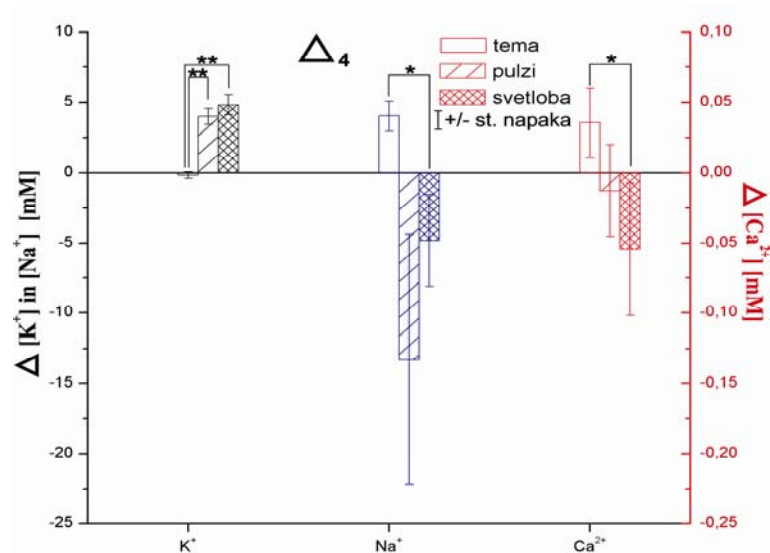 Δ 4
tema
pulzi
svetloba
+/- st. napaka
** 
**
*
*
10
5
0
-5
-10
-15
-20
-25
Δ [K⁺] in [Na⁺] [mM]
0,10
0,05
0,00
-0,05
-0,10
-0,15
-0,20
-0,25
Δ [Ca²⁺] [mM]
K⁺
Na⁺
Ca²⁺